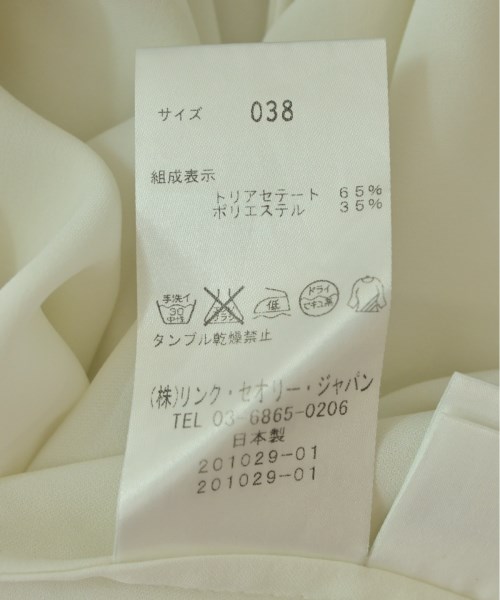 サイズ 038
組成表示
トリアセテート 65%
ポリエステル 35%
手洗イ 30 中性 低 ドライ セキユ系
タンブル乾燥禁止
(株)リンク・セオリー・ジャパン
TEL 03-6865-0206
日本製
201029-01
201029-01